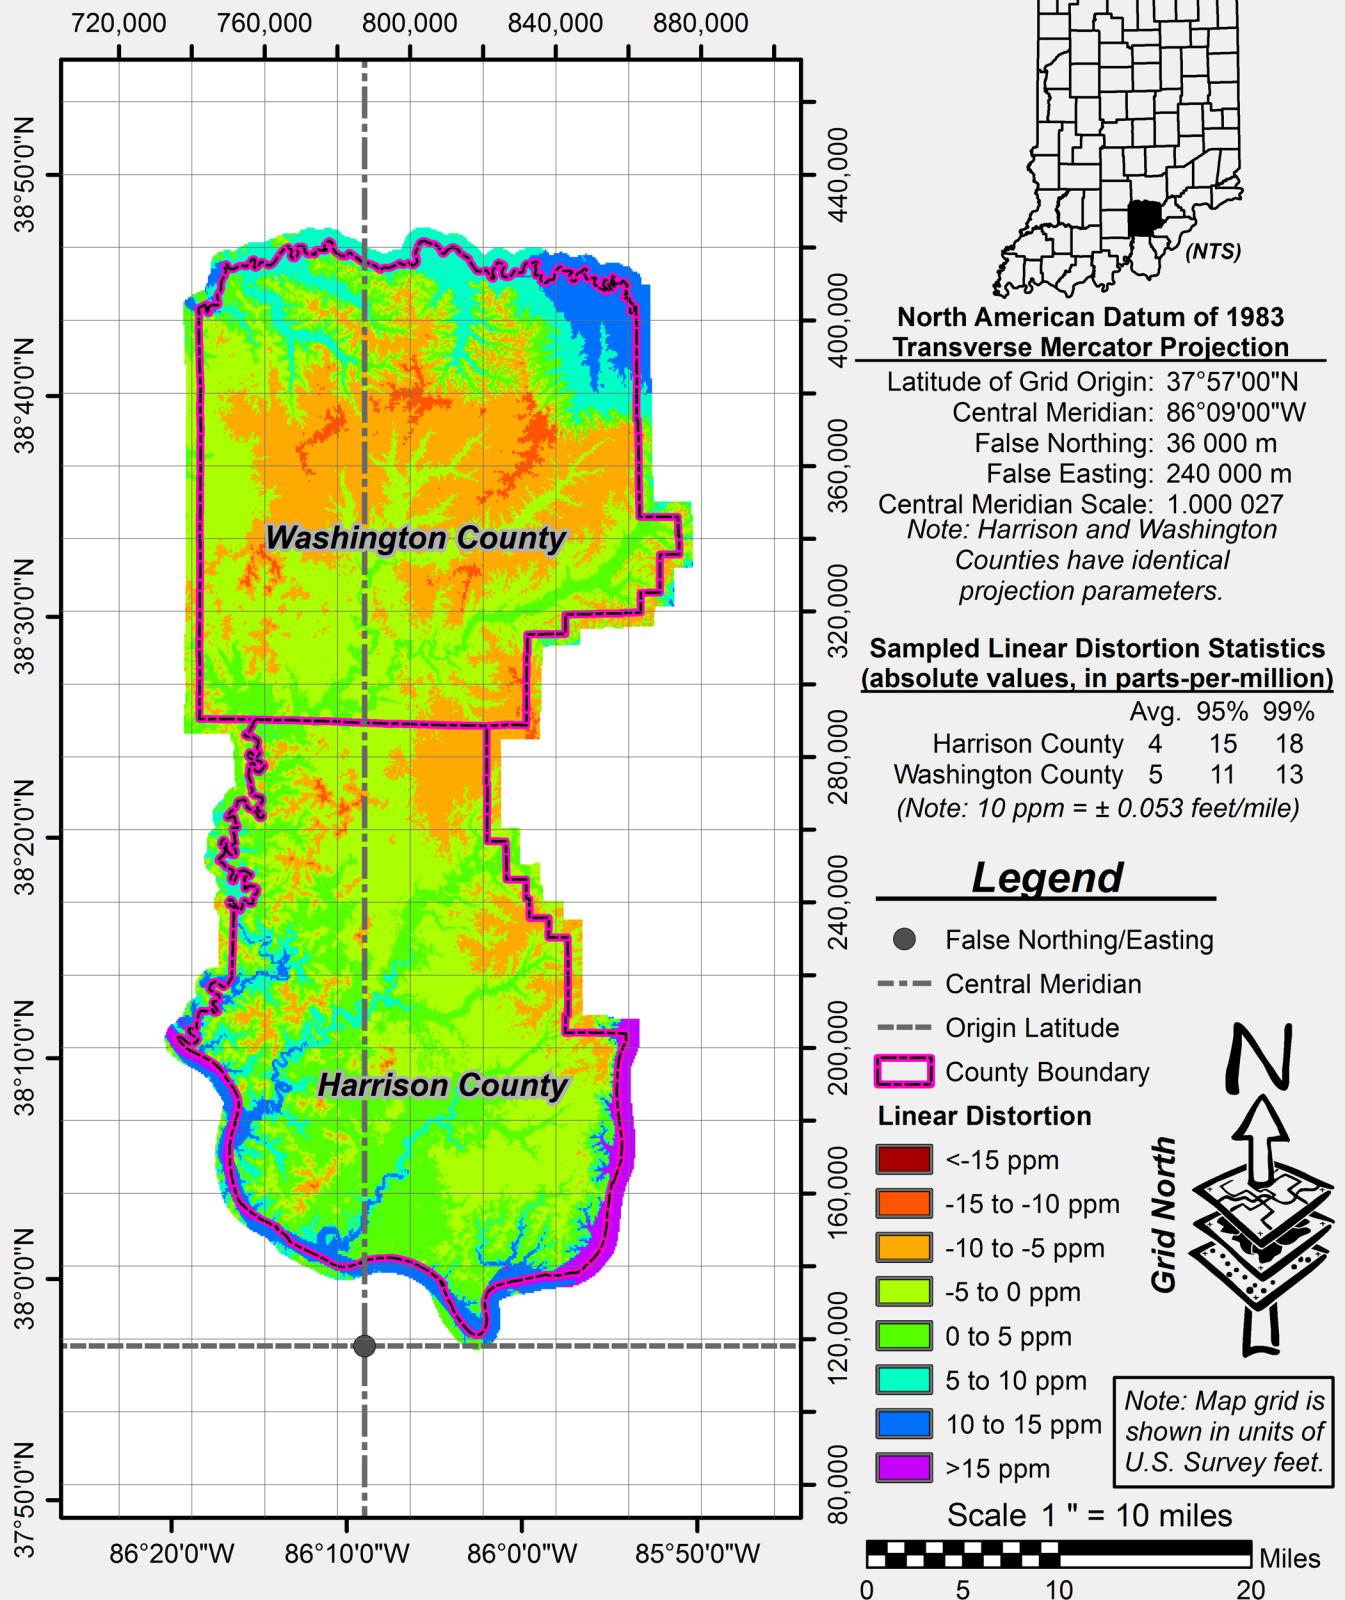 720,000 760,000 800,000 840,000 880,000
38°50'0"N
38°40'0"N
38°30'0"N
38°20'0"N
38°10'0"N
38°0'0"N
37°50'0"N
Washington County
Harrison County
440,000
400,000
360,000
320,000
280,000
240,000
200,000
160,000
120,000
80,000
86°20'0"W 86°10'0"W 86°0'0"W 85°50'0"W
(NTS)
North American Datum of 1983
Transverse Mercator Projection
Latitude of Grid Origin: 37°57'00"N
Central Meridian: 86°09'00"W
False Northing: 36 000 m
False Easting: 240 000 m
Central Meridian Scale: 1.000 027
Note: Harrison and Washington
Counties have identical
projection parameters.
Sampled Linear Distortion Statistics
(absolute values, in parts-per-million)
Avg. 95% 99%
Harrison County 4 15 18
Washington County 5 11 13
(Note: 10 ppm = ± 0.053 feet/mile)
Legend
False Northing/Easting
Central Meridian
Origin Latitude
County Boundary
Linear Distortion
<-15 ppm
-15 to -10 ppm
-10 to -5 ppm
-5 to 0 ppm
0 to 5 ppm
5 to 10 ppm
10 to 15 ppm
>15 ppm
N
Grid North
Note: Map grid is
shown in units of
U.S. Survey feet.
Scale 1 " = 10 miles
Miles
0 5 10 20